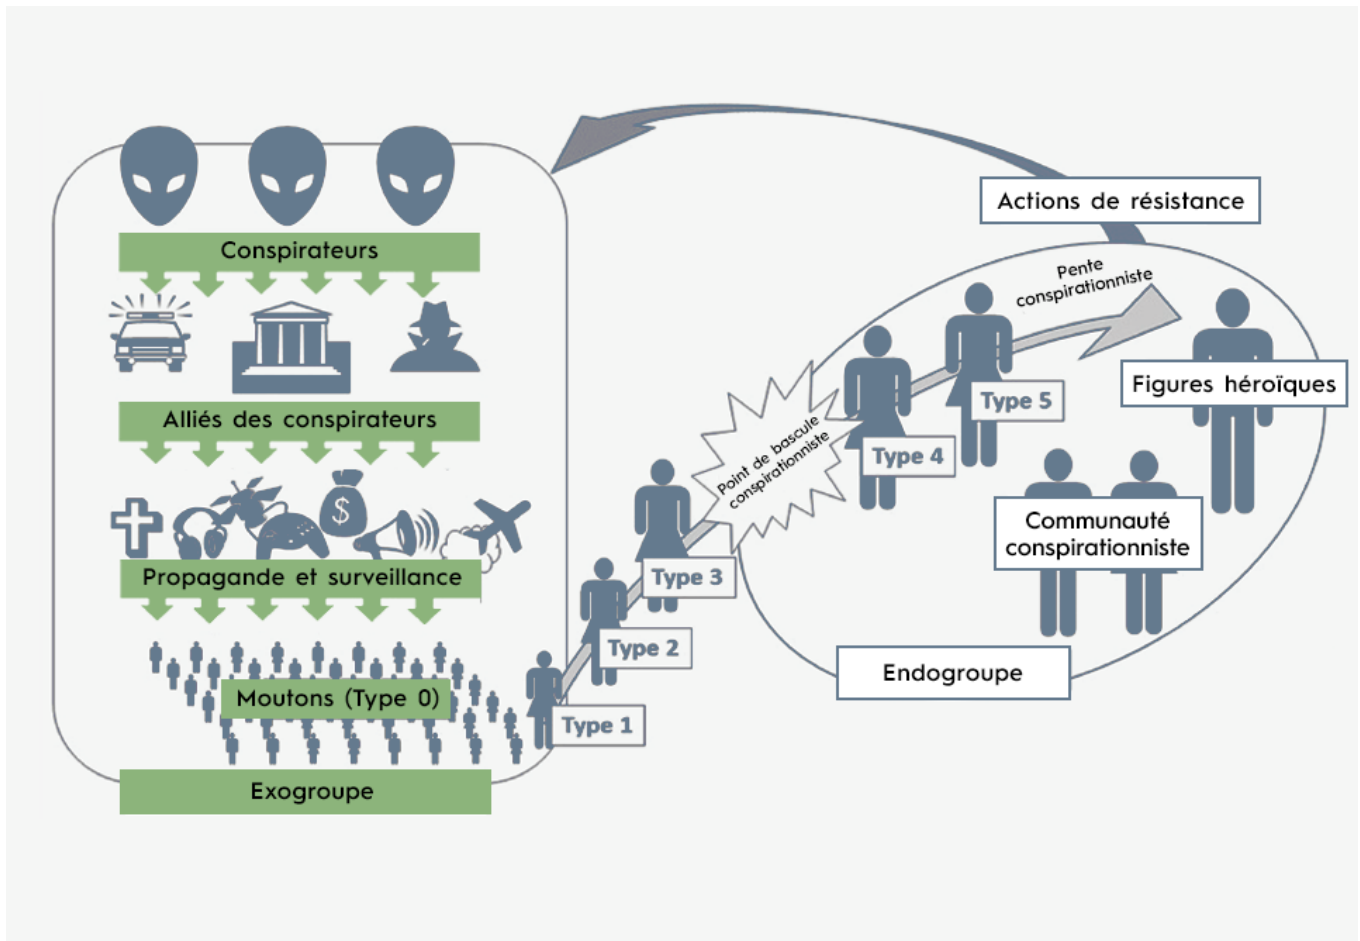 Conspirateurs
Alliés des conspirateurs
$
Propagande et surveillance
Moutons (Type 0)
Exogroupe
Type 1
Type 2
Type 3
Point de bascule
conspirationniste
Type 4
Type 5
Pente
conspirationniste
Actions de résistance
Figures héroïques
Communauté
conspirationniste
Endogroupe